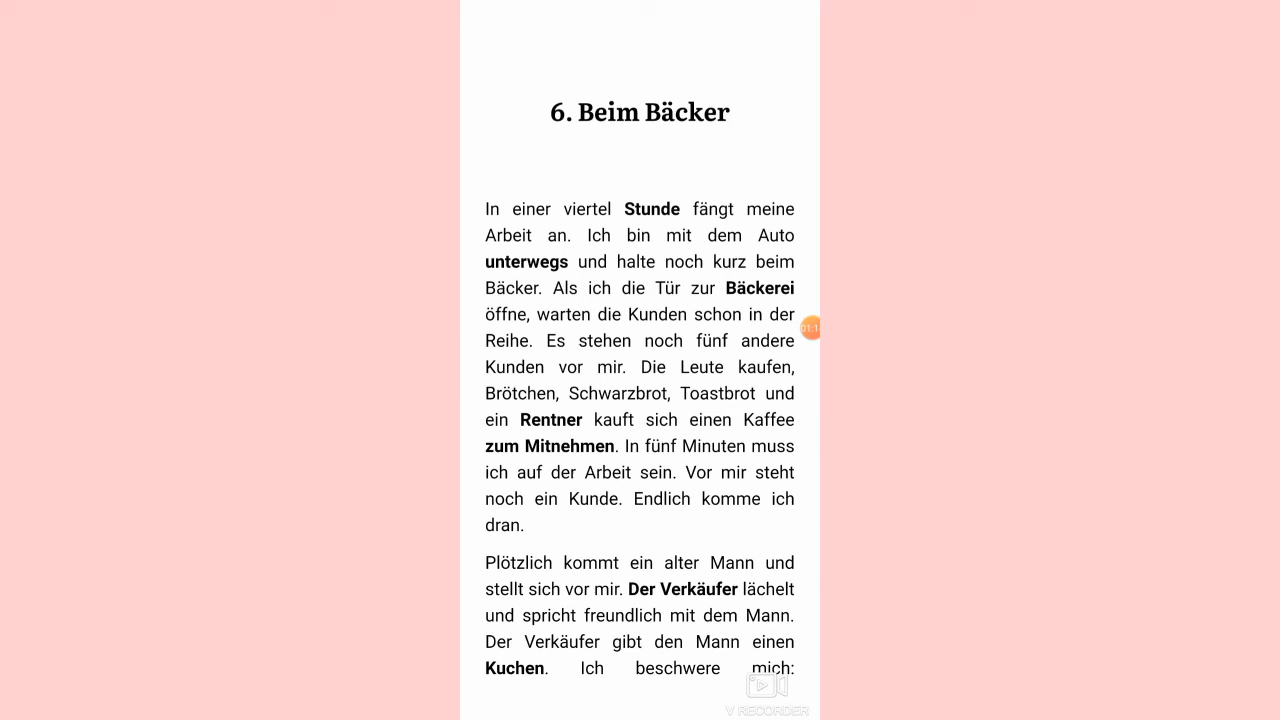 6. Beim Bäcker
In einer viertel Stunde fängt meine
Arbeit an. Ich bin mit dem Auto
unterwegs und halte noch kurz beim
Bäcker. Als ich die Tür zur Bäckerei
öffne, warten die Kunden schon in der
Reihe. Es stehen noch fünf andere
Kunden vor mir. Die Leute kaufen,
Brötchen, Schwarzbrot, Toastbrot und
ein Rentner kauft sich einen Kaffee
zum Mitnehmen. In fünf Minuten muss
ich auf der Arbeit sein. Vor mir steht
noch ein Kunde. Endlich komme ich
dran.
Plötzlich kommt ein alter Mann und
stellt sich vor mir. Der Verkäufer lächelt
und spricht freundlich mit dem Mann.
Der Verkäufer gibt den Mann einen
Kuchen. Ich beschwere mich:
V RECORDER